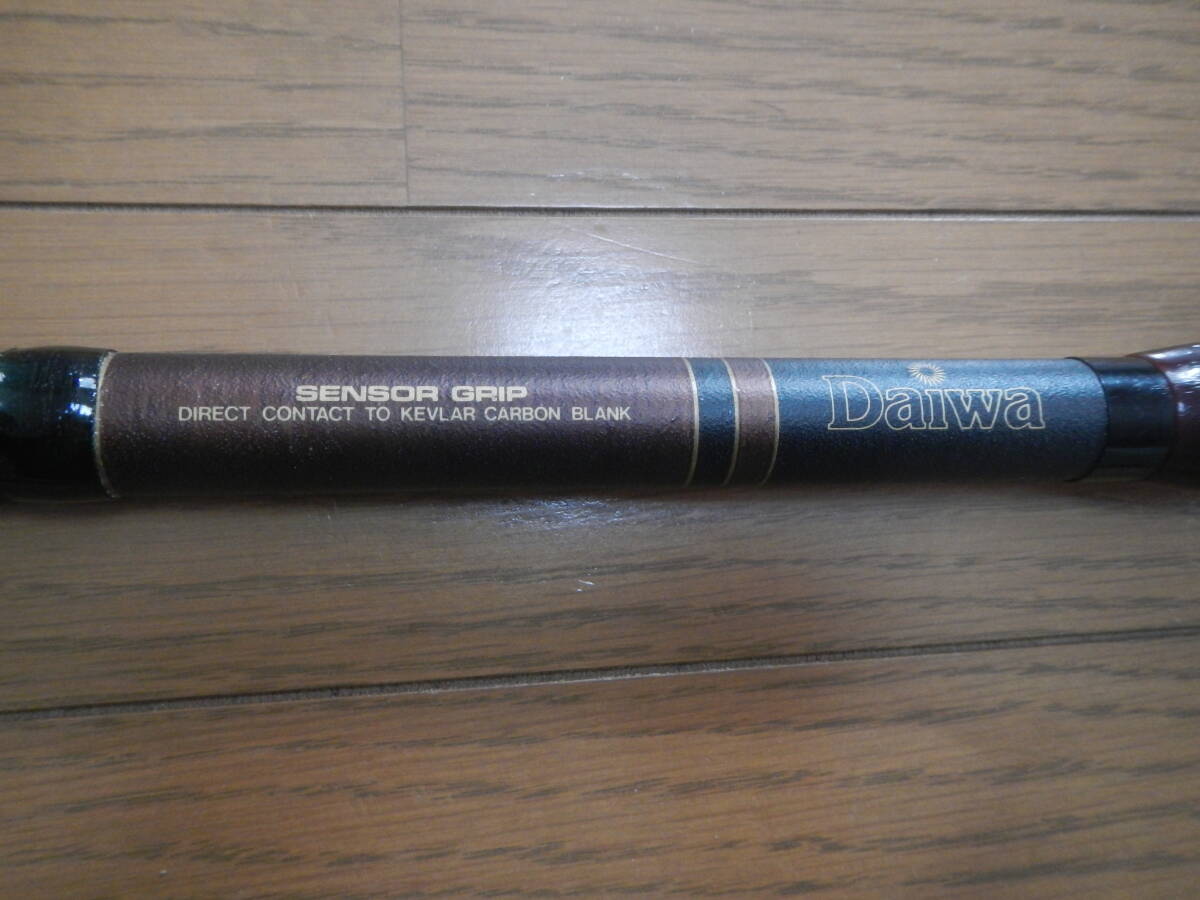 SENSOR GRIP
DIRECT CONTACT TO KEVLAR CARBON BLANK
Daiwa